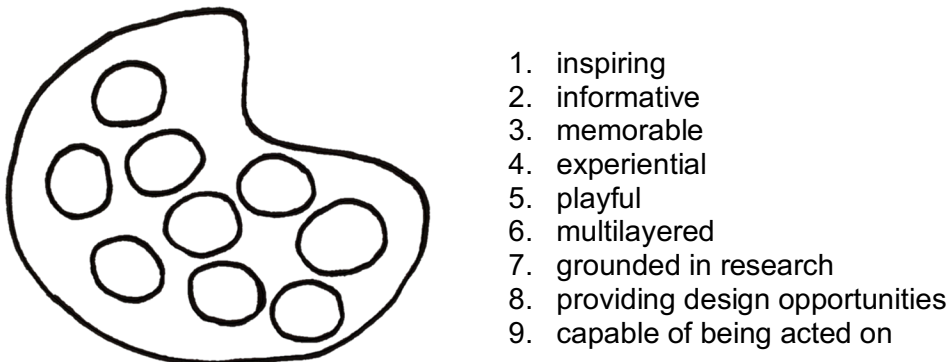 1. inspiring
2. informative
3. memorable
4. experiential
5. playful
6. multilayered
7. grounded in research
8. providing design opportunities
9. capable of being acted on